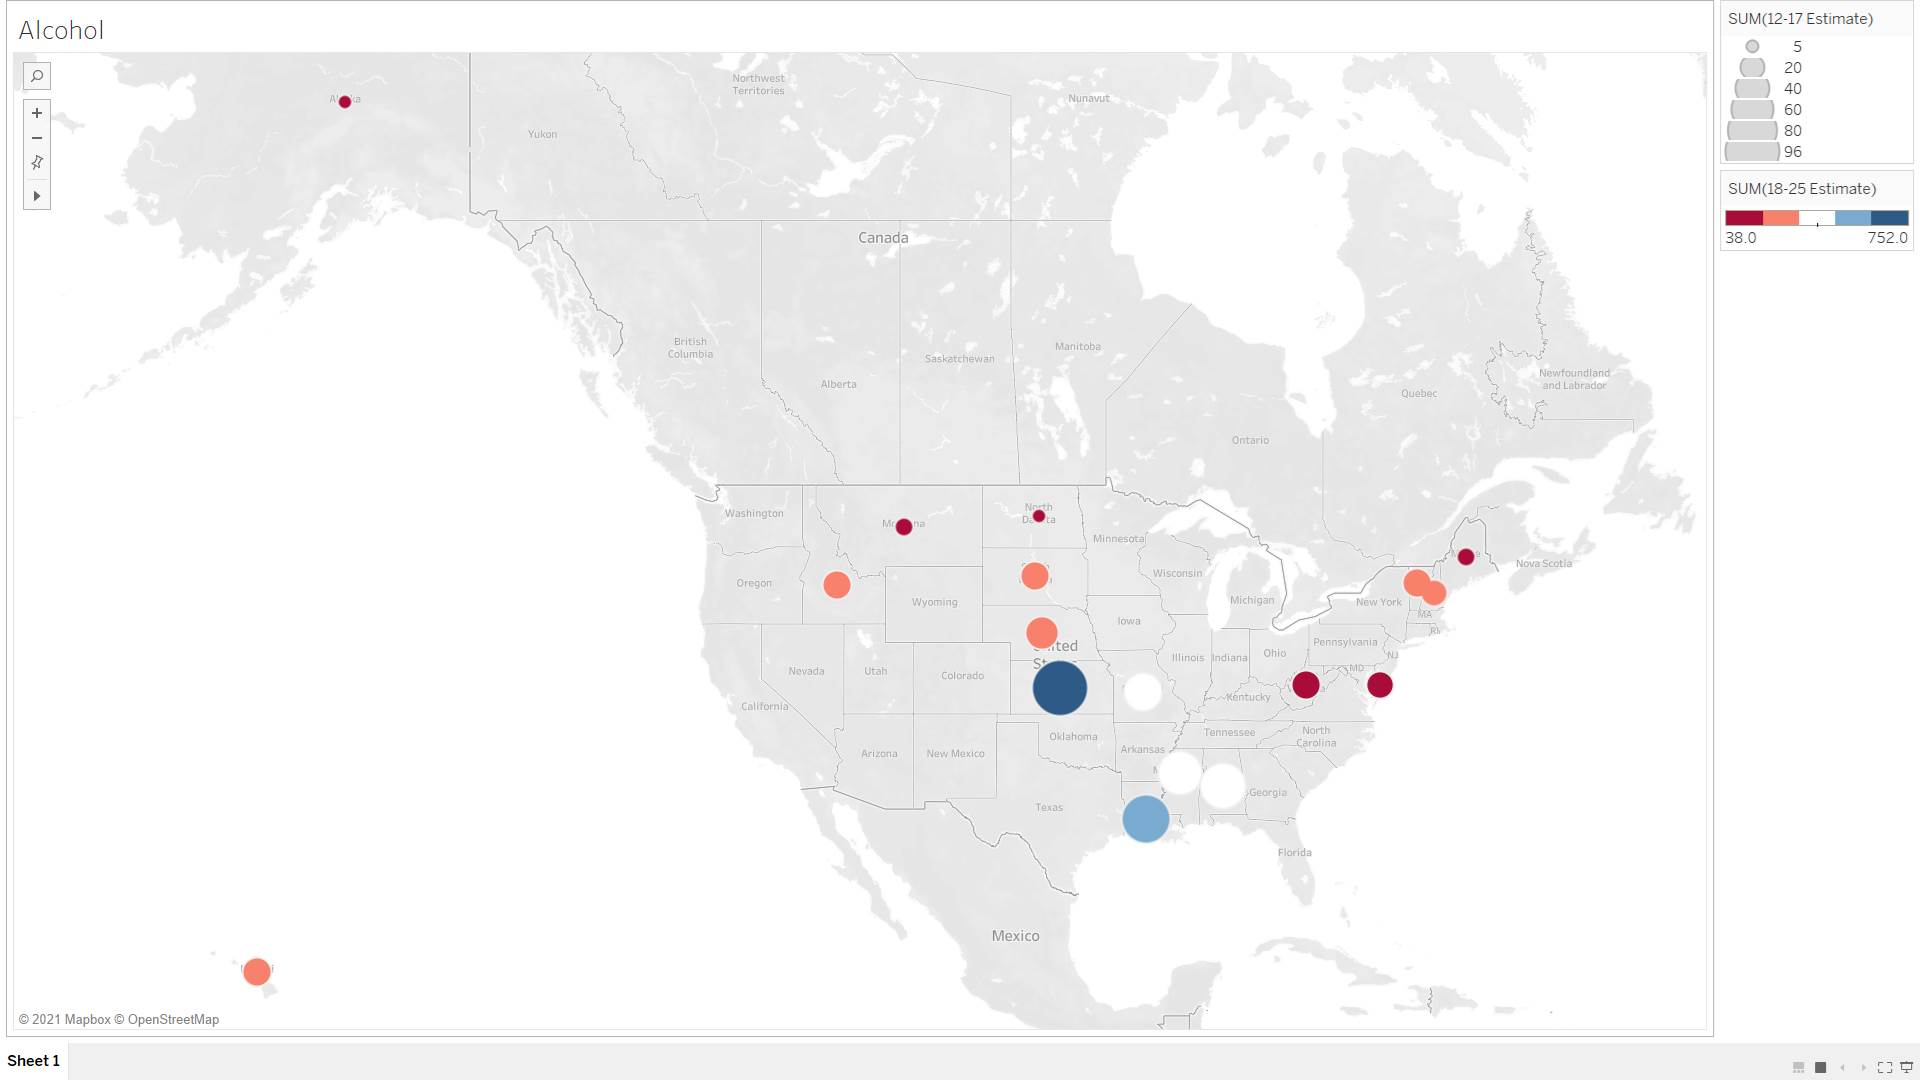 Alcohol
Northwest
Territories
Nunavut
Yukon
Canada
British
Columbia
Alberta
Saskatchewan
Manitoba
Ontario
Quebec
Newfoundland
and Labrador
Nova Scotia
Washington
North
Minnesota
Oregon
Wisconsin
Michigan
New York
MA
RI
Wyoming
Iowa
Pennsylvania
NJ
MD
Ohio
Illinois
Indiana
Nevada
Utah
Colorado
Kentucky
California
Oklahoma
Tennessee
North
Carolina
Arizona
New Mexico
Arkansas
Georgia
Texas
Florida
Mexico
© 2021 Mapbox © OpenStreetMap
SUM(12-17 Estimate)
5
20
40
60
80
96
SUM(18-25 Estimate)
38.0 752.0
Sheet 1